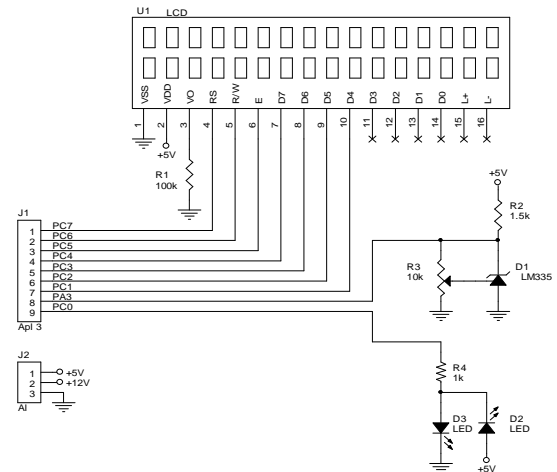 U1 LCD
VSS VDD VO RS R/W E D7 D6 D5 D4 D3 D2 D1 D0 L+ L-
1 2 3 4 5 6 7 8 9 10 11 12 13 14 15 16
+5V
R1
100k
+5V
R2
1.5k
J1
1 PC7
2 PC6
3 PC5
4 PC4
5 PC3
6 PC2
7 PC1
8 PA3
9 PC0
Apl 3
R3
10k
D1
LM335
J2
1 +5V
2 +12V
3
Al
R4
1k
D3
LED
D2
LED
+5V